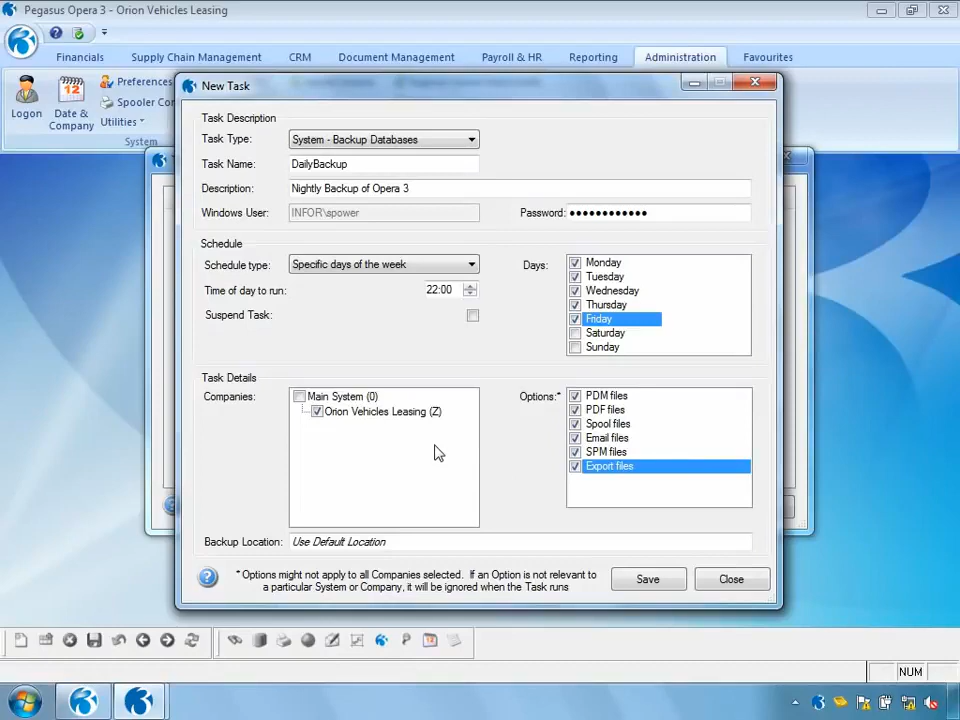 Pegasus Opera 3 - Orion Vehicles Leasing
Financials
Supply Chain Management
CRM
Document Management
Payroll & HR
Reporting
Administration
Favourites
Logon
Date &
Company
Preferences
Spooler Con
Utilities
System
New Task
Task Description
Task Type:
System - Backup Databases
Task Name:
DailyBackup
Description:
Nightly Backup of Opera 3
Windows User:
INFOR\spower
Password:
Schedule
Schedule type:
Specific days of the week
Time of day to run:
22:00
Suspend Task:
Days:
Monday
Tuesday
Wednesday
Thursday
Friday
Saturday
Sunday
Task Details
Companies:
Main System (0)
Orion Vehicles Leasing (Z)
Options:*
PDM files
PDF files
Spool files
Email files
SPM files
Export files
Backup Location:
Use Default Location
* Options might not apply to all Companies selected. If an Option is not relevant to
a particular System or Company, it will be ignored when the Task runs
Save
Close
NUM